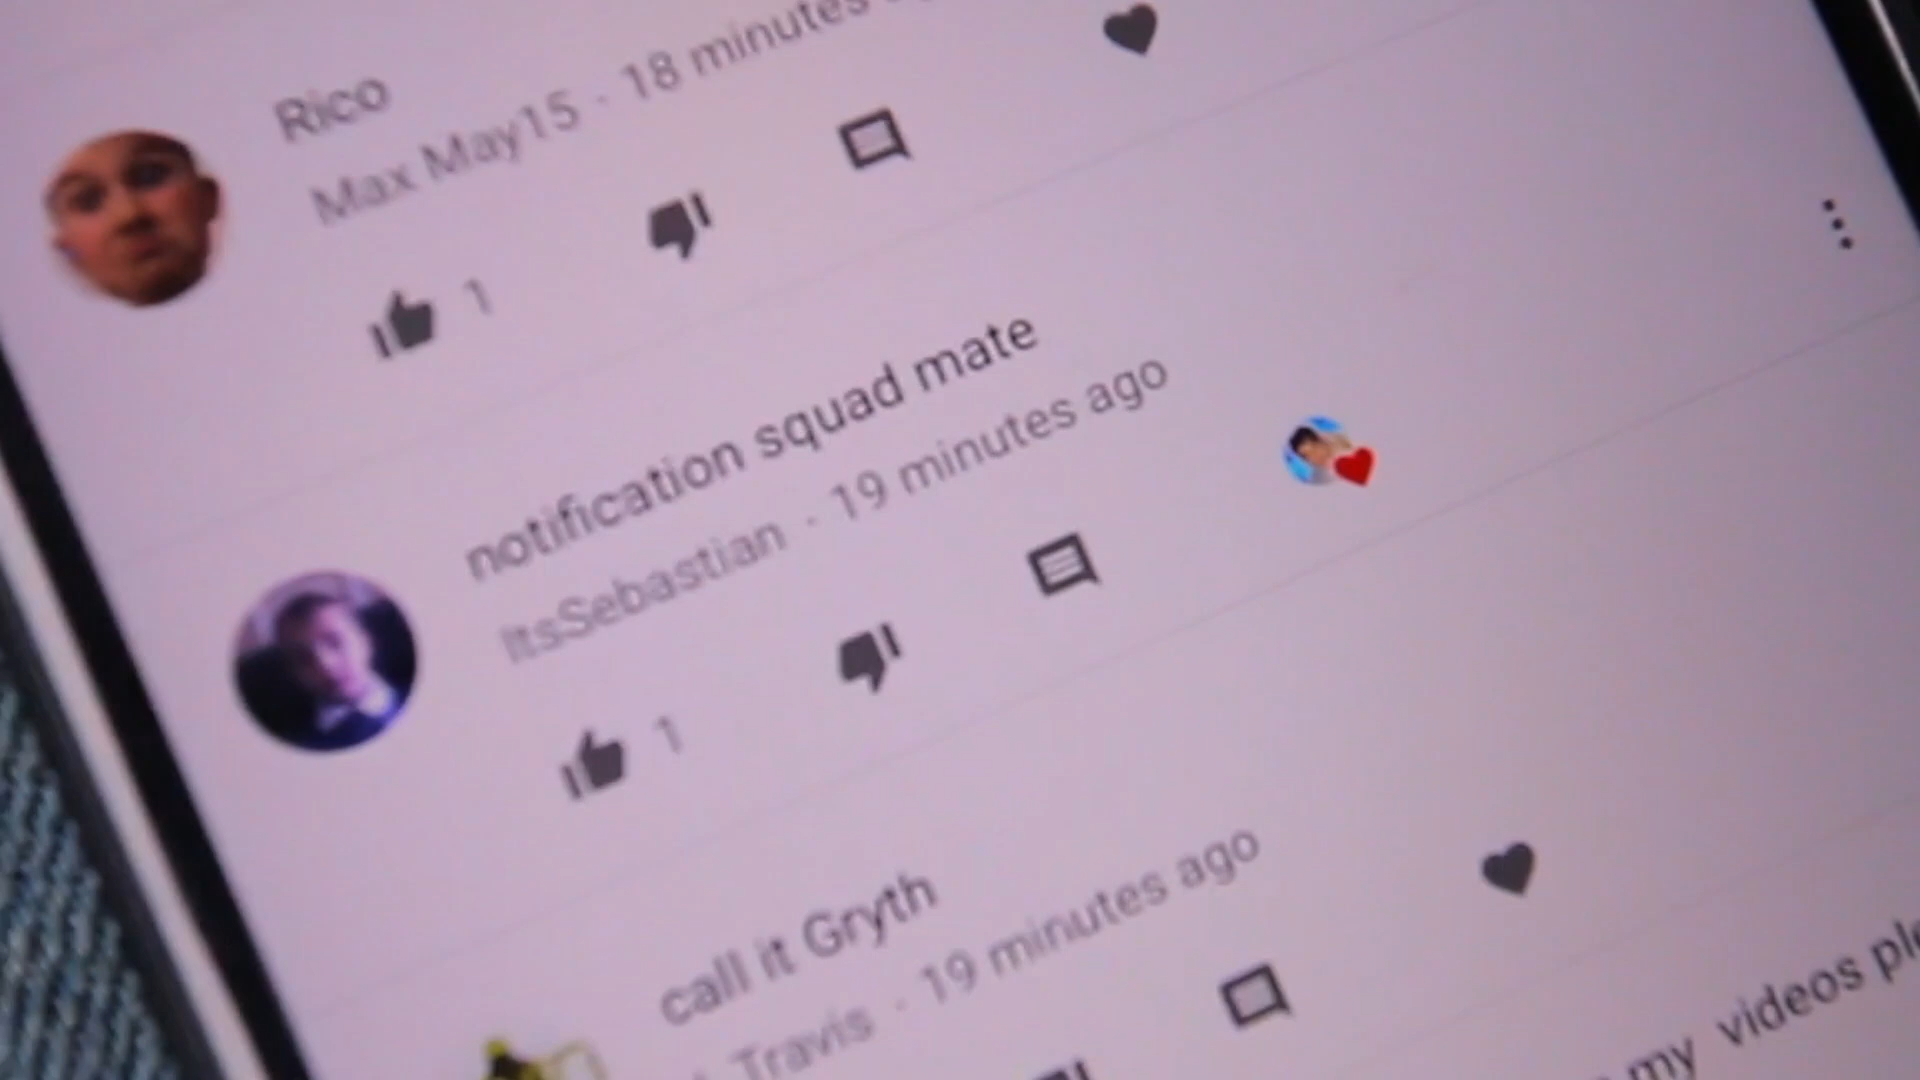 Rico
Max May15 · 18 minutes
1
notification squad mate
ItsSebastian · 19 minutes ago
1
call it Gryth
Travis · 19 minutes ago
my videos